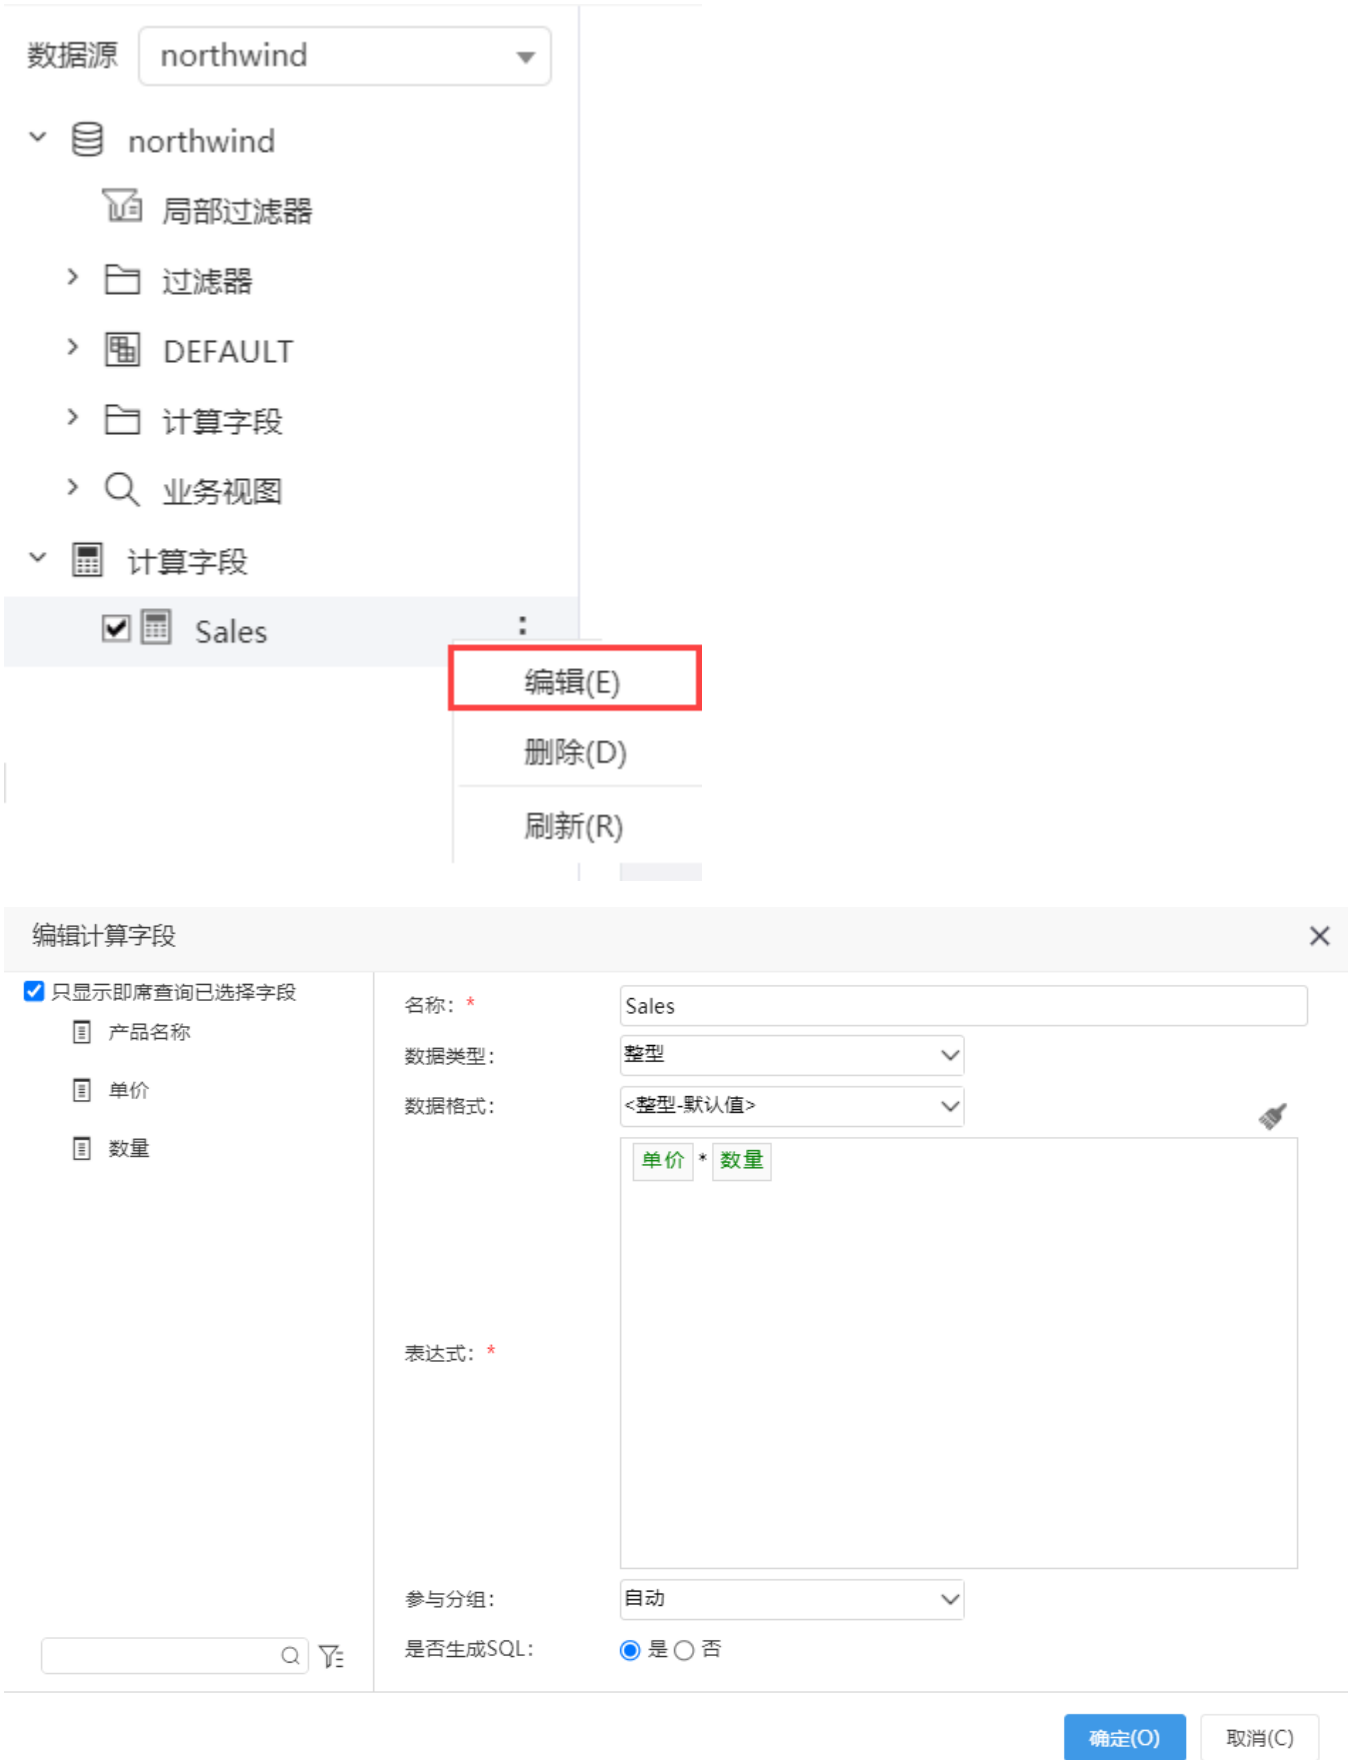 数据源 northwind
northwind
局部过滤器
过滤器
DEFAULT
计算字段
业务视图
计算字段
Sales
编辑(E)
删除(D)
刷新(R)
编辑计算字段
只显示即席查询已选择字段
产品名称
单价
数量
名称: * Sales
数据类型: 整型
数据格式: <整型-默认值>
单价 * 数量
表达式: *
参与分组: 自动
是否生成SQL: 是 否
确定(O) 取消(C)